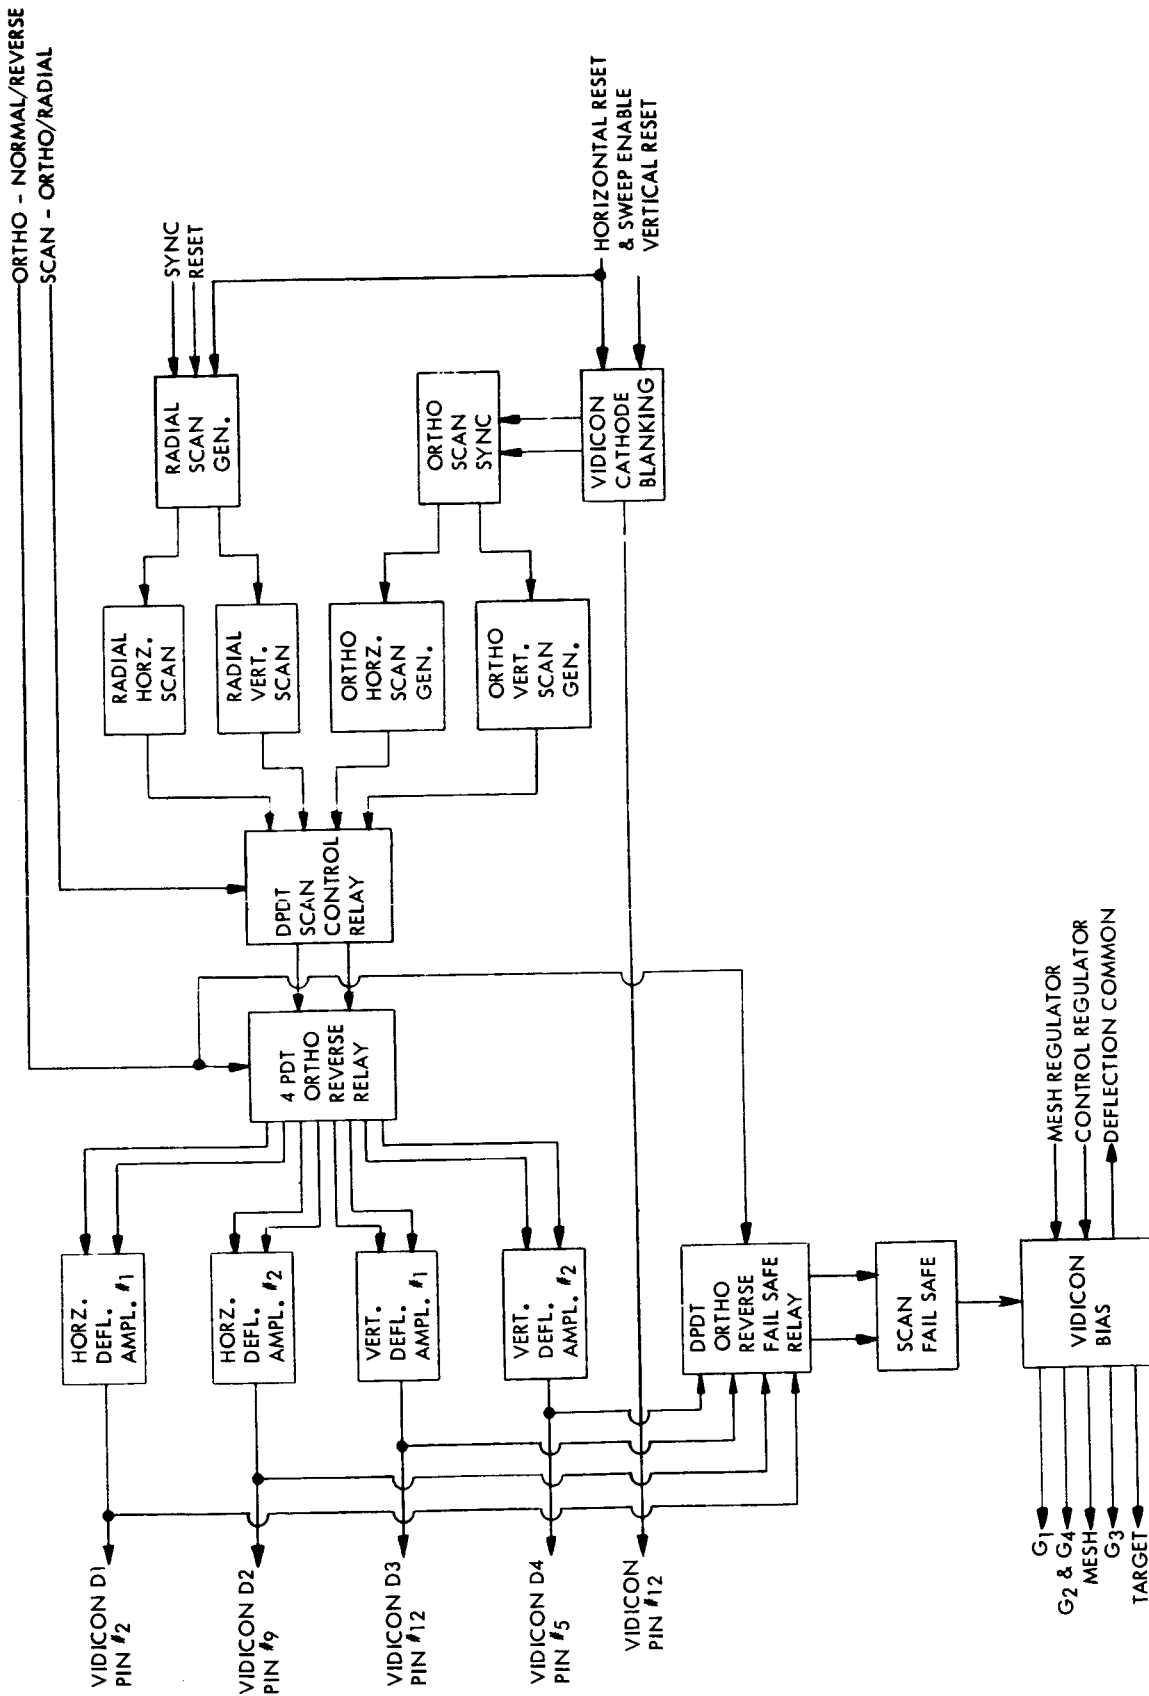 ORTHO - NORMAL/REVERSE
SCAN - ORTHO/RADIAL
SYNC
RESET
HORIZONTAL RESET
& SWEEP ENABLE
VERTICAL RESET
RADIAL
SCAN
GEN.
ORTHO
SCAN
SYNC
VIDICON
CATHODE
BLANKING
RADIAL
HORZ.
SCAN
RADIAL
VERT.
SCAN
ORTHO
HORZ.
SCAN
GEN.
ORTHO
VERT.
SCAN
GEN.
DPDT
SCAN
CONTROL
RELAY
4 PDT
ORTHO
REVERSE
RELAY
HORZ.
DEFL.
AMPL. #1
HORZ.
DEFL.
AMPL. #2
VERT.
DEFL.
AMPL. #1
VERT.
DEFL.
AMPL. #2
DPDT
ORTHO
REVERSE
FAIL SAFE
RELAY
SCAN
FAIL SAFE
VIDICON
BIAS
MESH REGULATOR
CONTROL REGULATOR
DEFLECTION COMMON
VIDICON D1
PIN #2
VIDICON D2
PIN #9
VIDICON D3
PIN #12
VIDICON D4
PIN #5
VIDICON
PIN #12
G1
G2 & G4
MESH
G3
TARGET